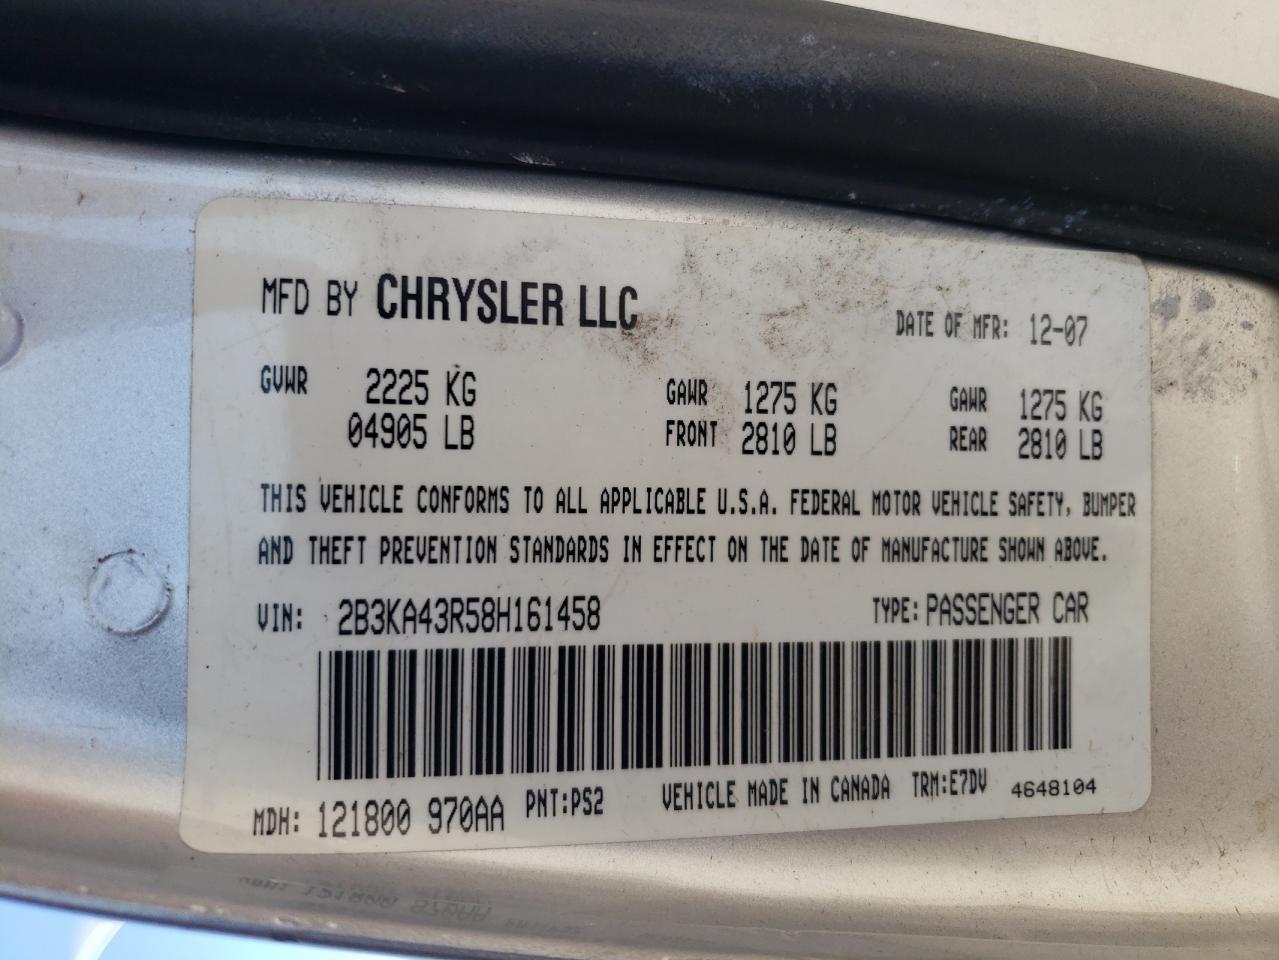 MFD BY CHRYSLER LLC DATE OF MFR: 12-07
GVWR 2225 KG GAWR 1275 KG GAWR 1275 KG
04905 LB FRONT 2810 LB REAR 2810 LB
THIS VEHICLE CONFORMS TO ALL APPLICABLE U.S.A. FEDERAL MOTOR VEHICLE SAFETY, BUMPER
AND THEFT PREVENTION STANDARDS IN EFFECT ON THE DATE OF MANUFACTURE SHOWN ABOVE.
VIN: 2B3KA43R58H161458 TYPE: PASSENGER CAR
MDH: 121800 970AA PNT:PS2 VEHICLE MADE IN CANADA TRM:E7DV 4648104